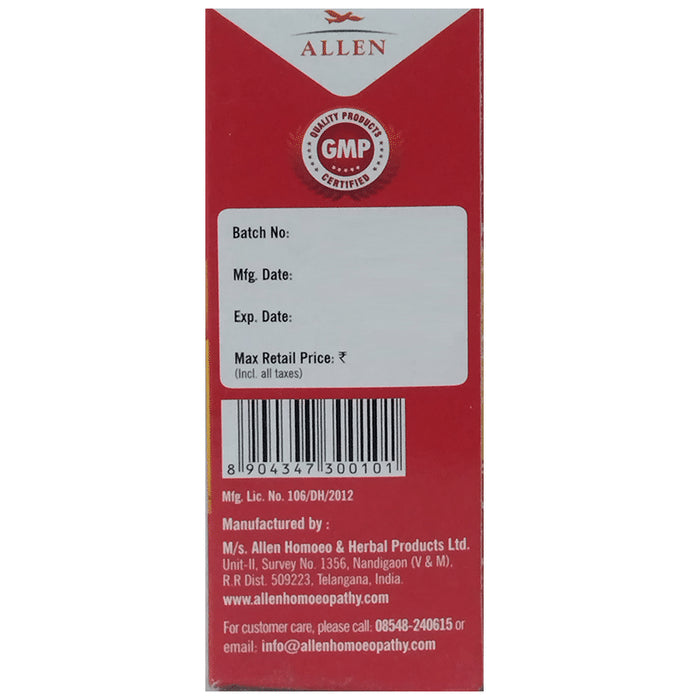 ALLEN
QUALITY PRODUCTS
GMP
CERTIFIED
Batch No:
Mfg. Date:
Exp. Date:
Max Retail Price: ₹
(Incl. all taxes)
8 904347 300101
Mfg. Lic. No. 106/DH/2012
Manufactured by :
M/s. Allen Homoeo & Herbal Products Ltd.
Unit-II, Survey No. 1356, Nandigaon (V & M),
R.R Dist. 509223, Telangana, India.
www.allenhomoeopathy.com
For customer care, please call: 08548-240615 or
email: info@allenhomoeopathy.com